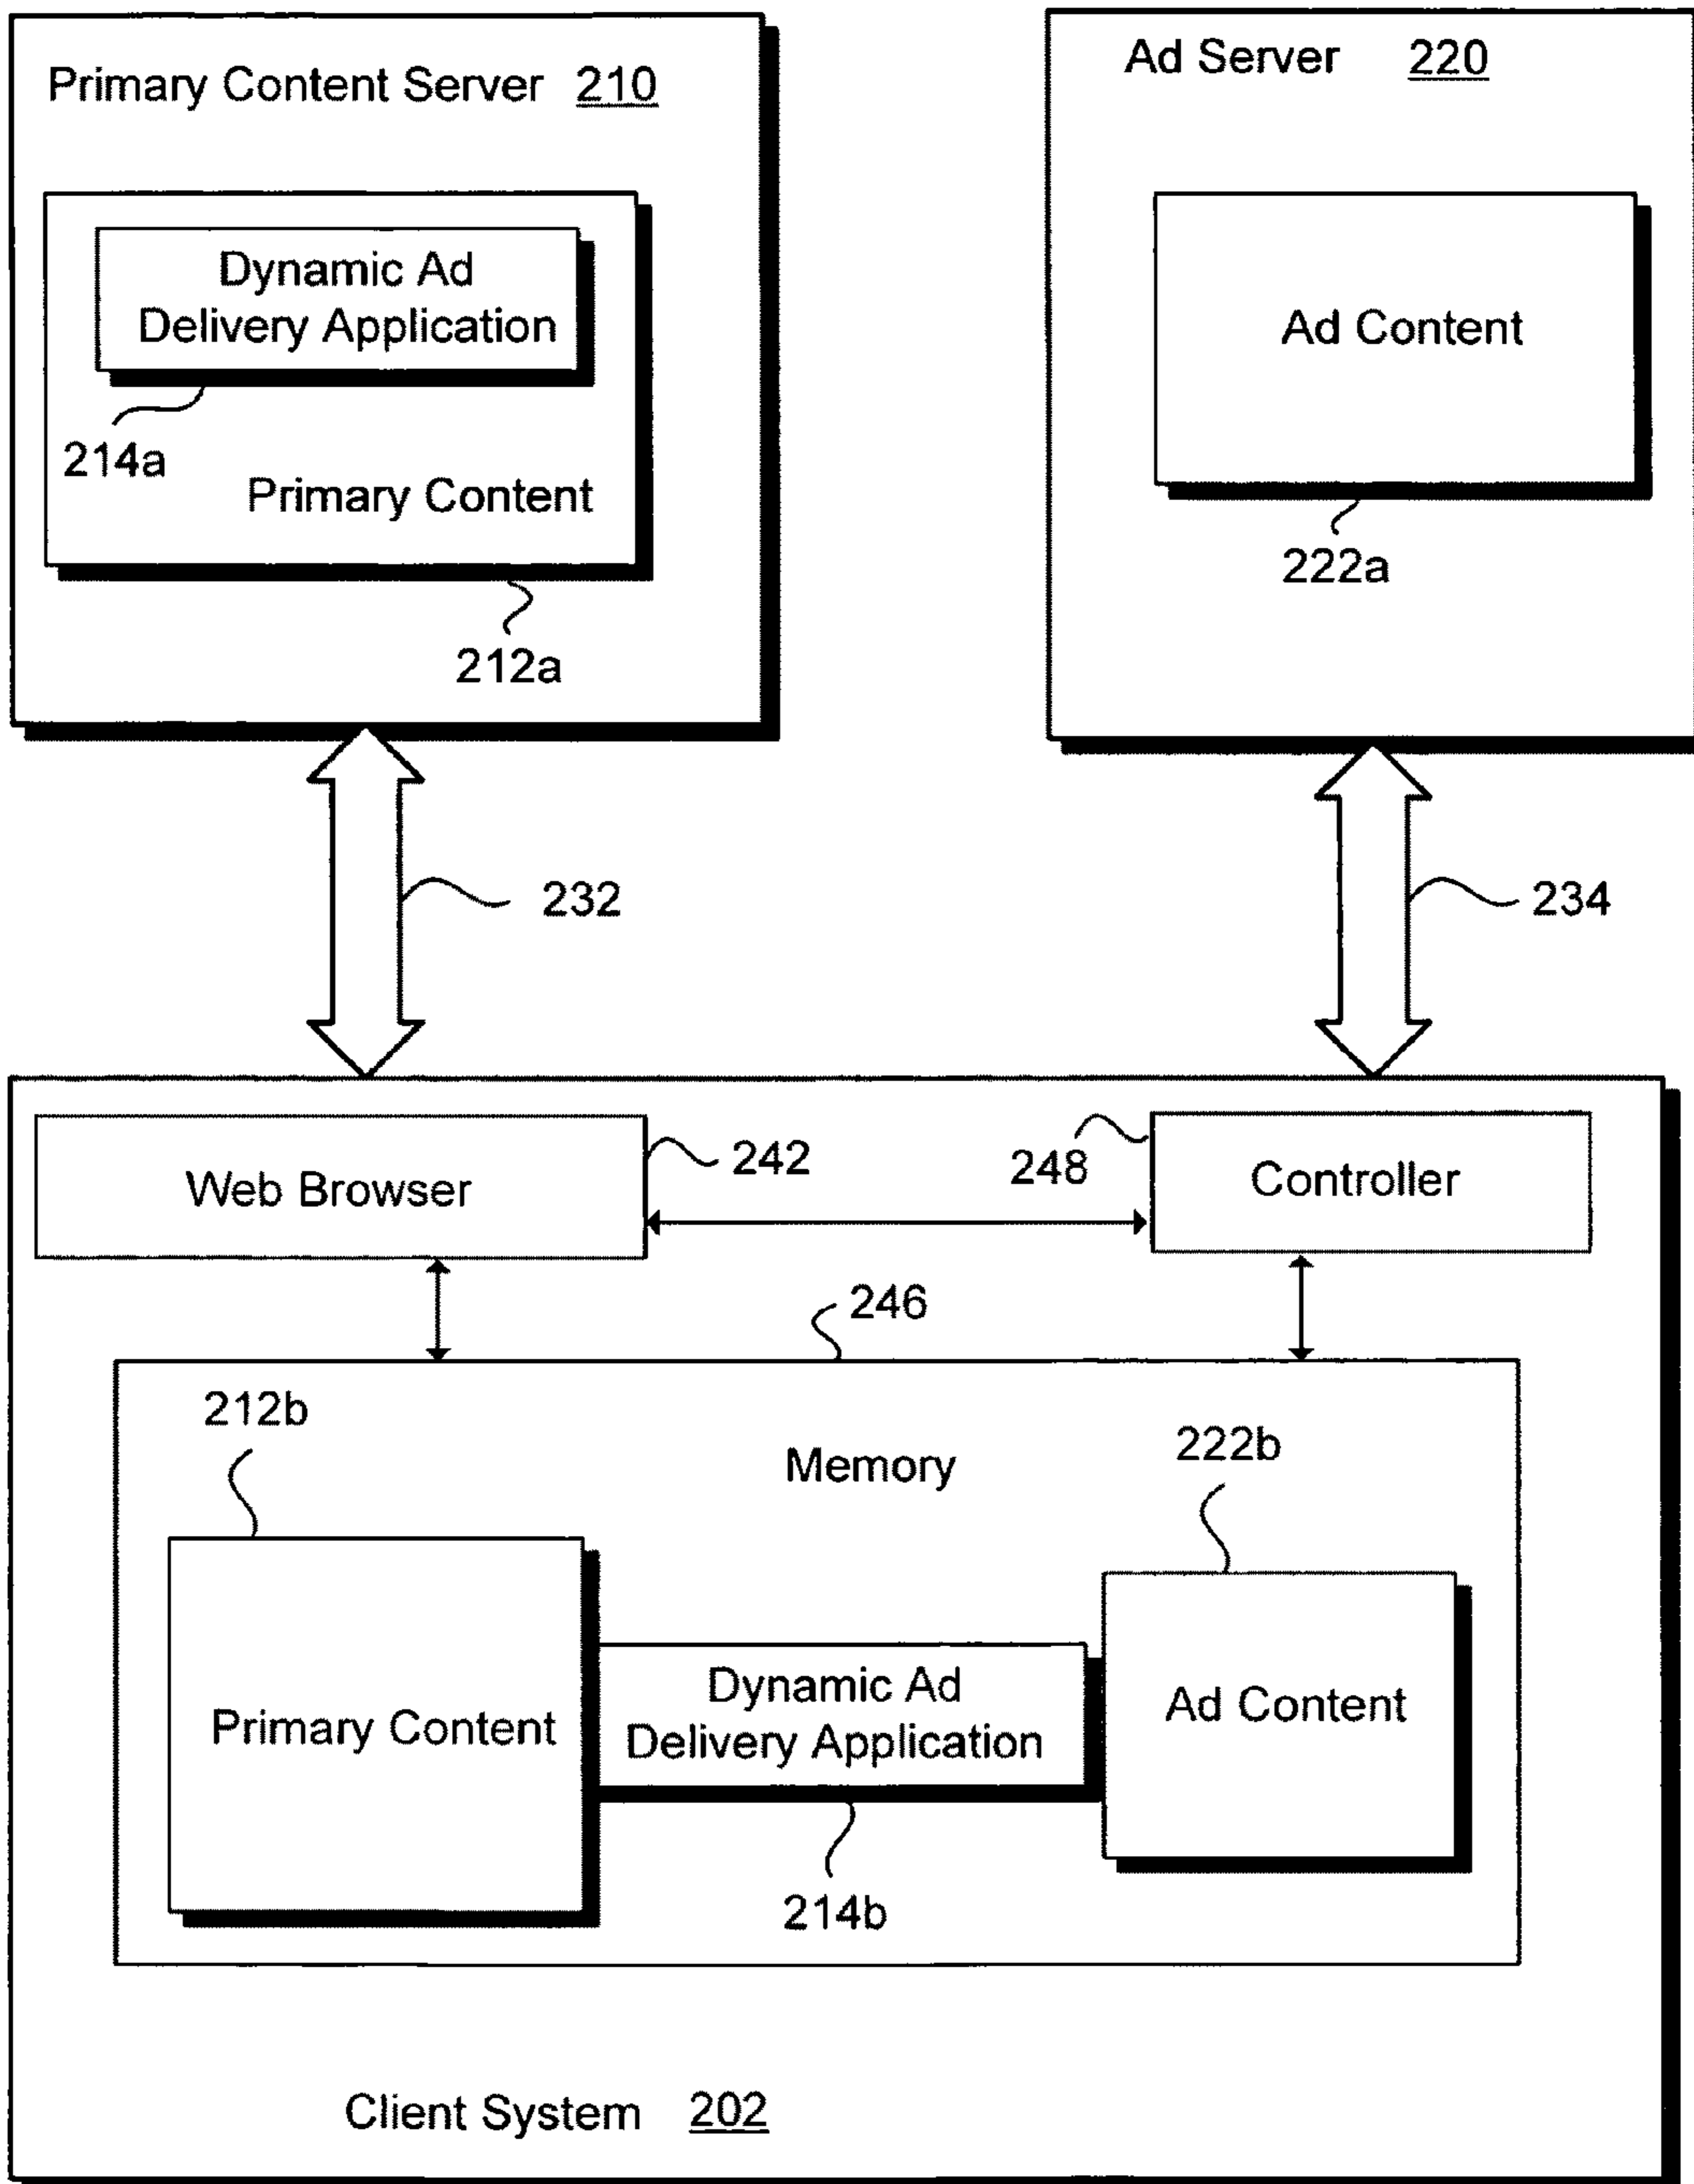 Primary Content Server 210
Dynamic Ad
Delivery Application
214a
Primary Content
212a
Ad Server 220
Ad Content
222a
232
234
Web Browser
242
248
Controller
246
212b
Memory
222b
Primary Content
Dynamic Ad
Delivery Application
Ad Content
214b
Client System 202